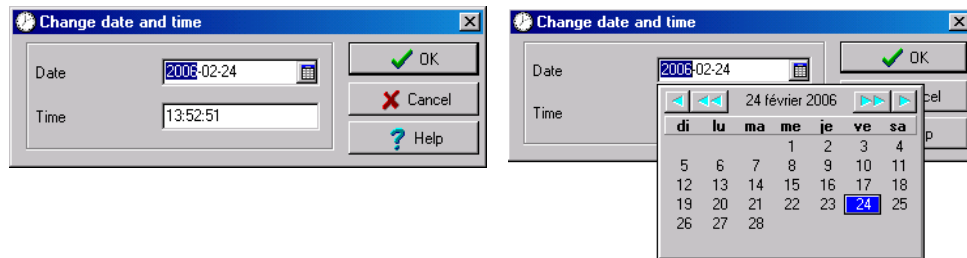 Change date and time
Date 2006-02-24
Time 13:52:51
OK
Cancel
Help
Change date and time
Date 2006-02-24
Time
OK
cel
p
24 février 2006
di lu ma me je ve sa
1 2 3 4
5 6 7 8 9 10 11
12 13 14 15 16 17 18
19 20 21 22 23 24 25
26 27 28